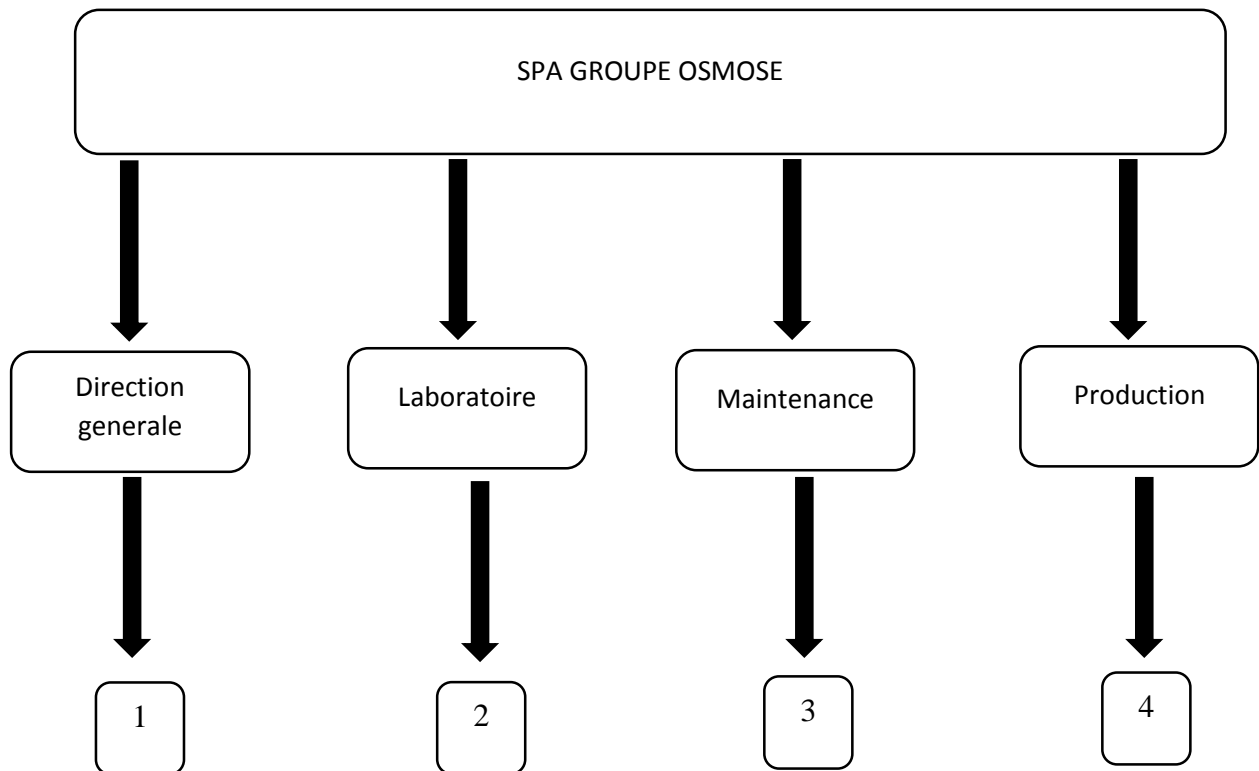 SPA GROUPE OSMOSE
Direction
generale
Laboratoire
Maintenance
Production
1
2
3
4